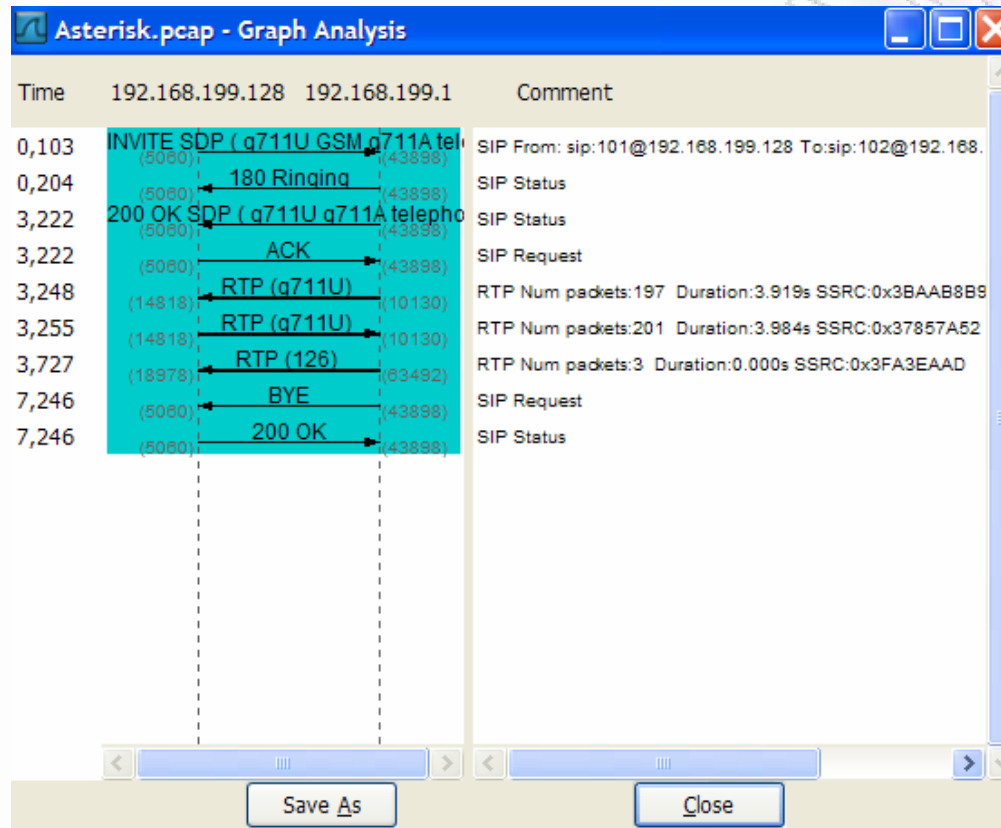 Asterisk.pcap - Graph Analysis
Time 192.168.199.128 192.168.199.1 Comment
0,103 INVITE SDP ( g711U GSM g711A tel (5060) (43898) SIP From: sip:101@192.168.199.128 To:sip:102@192.168.
0,204 180 Ringing (5060) (43898) SIP Status
3,222 200 OK SDP ( g711U g711A telepho (5060) (43898) SIP Status
3,222 ACK (5060) (43898) SIP Request
3,248 RTP (g711U) (14818) (10130) RTP Num packets:197 Duration:3.919s SSRC:0x3BAAB8B9
3,255 RTP (g711U) (14818) (10130) RTP Num packets:201 Duration:3.984s SSRC:0x37857A52
3,727 RTP (126) (18978) (63492) RTP Num packets:3 Duration:0.000s SSRC:0x3FA3EAAD
7,246 BYE (5060) (43898) SIP Request
7,246 200 OK (5060) (43898) SIP Status
Save As Close